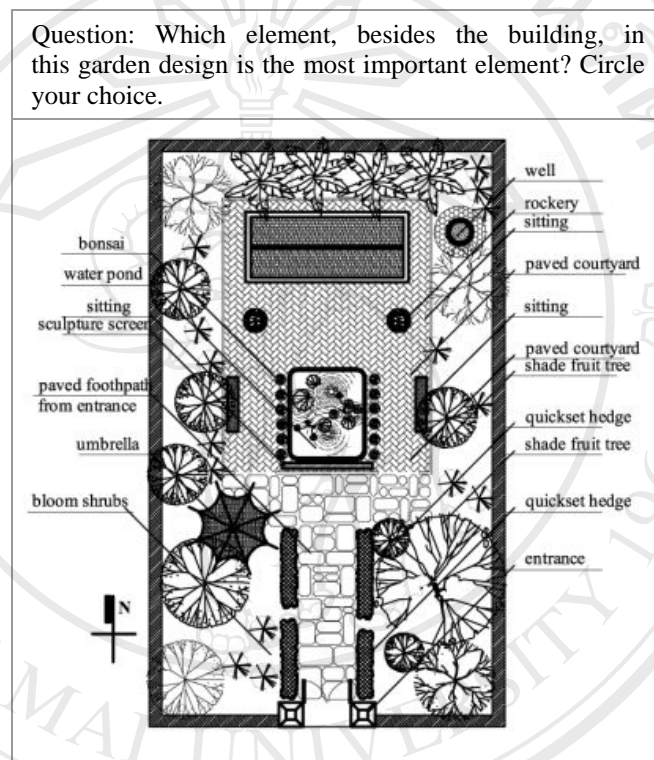 Question: Which element, besides the building, in
this garden design is the most important element? Circle
your choice.
well
rockery
sitting
bonsai
water pond
paved courtyard
sitting
sculpture screen
sitting
paved courtyard
shade fruit tree
paved foothpath
from entrance
quickset hedge
umbrella
shade fruit tree
bloom shrubs
quickset hedge
entrance
N